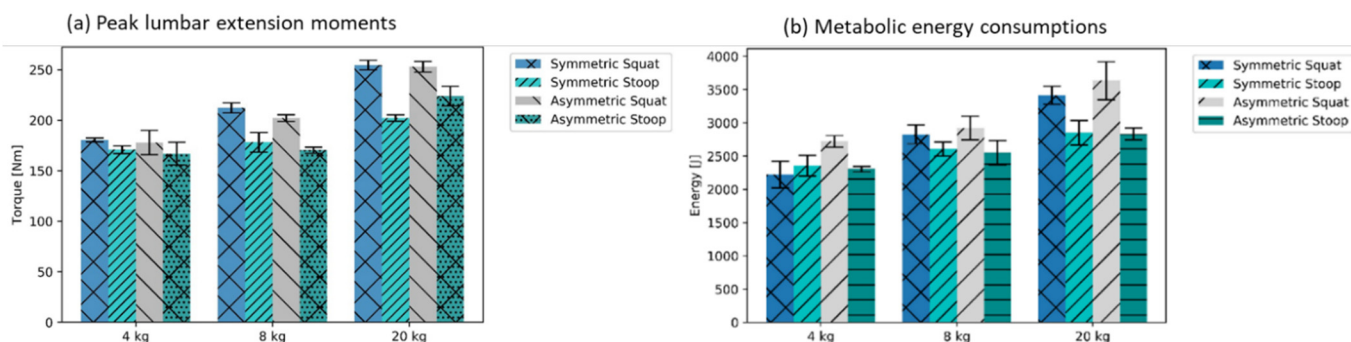 (a) Peak lumbar extension moments
(b) Metabolic energy consumptions
Torque [Nm]
250
200
150
100
50
0
4 kg
8 kg
20 kg
Symmetric Squat
Symmetric Stoop
Asymmetric Squat
Asymmetric Stoop
Energy [J]
4000
3500
3000
2500
2000
1500
1000
500
0
4 kg
8 kg
20 kg
Symmetric Squat
Symmetric Stoop
Asymmetric Squat
Asymmetric Stoop